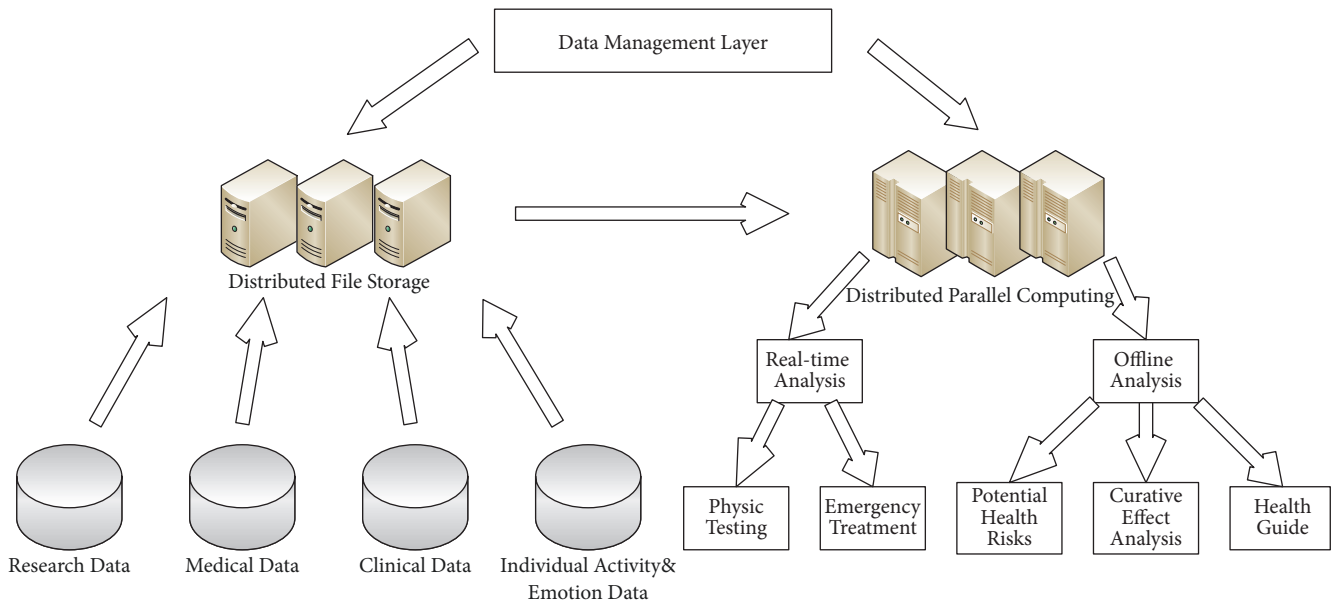 Data Management Layer
Distributed File Storage
Distributed Parallel Computing
Real-time
Analysis
Offline
Analysis
Physic
Testing
Emergency
Treatment
Potential
Health
Risks
Curative
Effect
Analysis
Health
Guide
Research Data
Medical Data
Clinical Data
Individual Activity&
Emotion Data